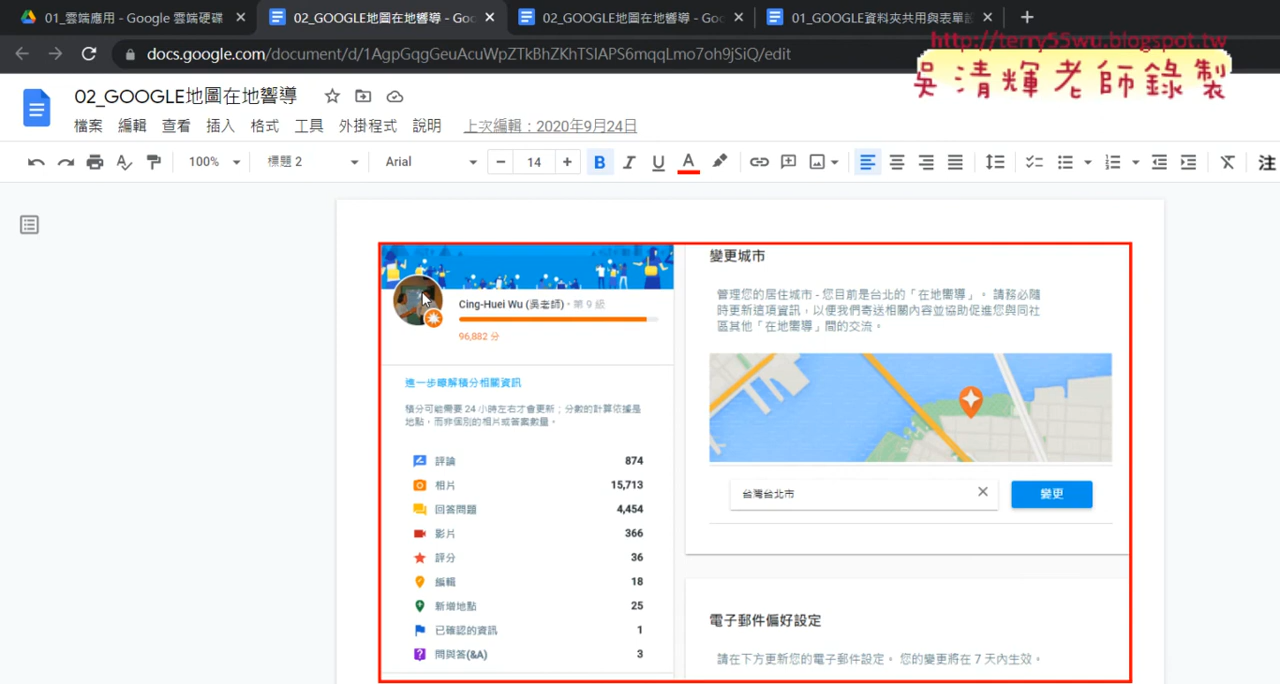 01_雲端應用 - Google 雲端硬碟
02_GOOGLE地圖在地嚮導 - Goo
02_GOOGLE地圖在地嚮導 - Goo
01_GOOGLE資料夾共用與表單設
http://terry55wu.blogspot.tw
docs.google.com/document/d/1AgpGqgGeuAcuWpZTkBhZKhTSIAPS6mqqLmo7oh9jSiQ/edit
吳清輝老師錄製
02_GOOGLE地圖在地嚮導
檔案 編輯 查看 插入 格式 工具 外掛程式 說明 上次編輯：2020年9月24日
100% 標題 2 Arial 14 B I U A 注
Cing-Huei Wu (吳老師)・第 9 級
96,882 分
進一步瞭解積分相關資訊
積分可能需要 24 小時左右才會更新；分數的計算依據是
地點，而非個別的相片或答案數量。
評論 874
相片 15,713
回答問題 4,454
影片 366
評分 36
編輯 18
新增地點 25
已確認的資訊 1
問與答(&A) 3
變更城市
管理您的居住城市 - 您目前是台北的「在地嚮導」。 請務必隨
時更新這項資訊，以便我們寄送相關內容並協助促進您與同社
區其他「在地嚮導」間的交流。
台灣台北市
變更
電子郵件偏好設定
請在下方更新您的電子郵件設定。 您的變更將在 7 天內生效。